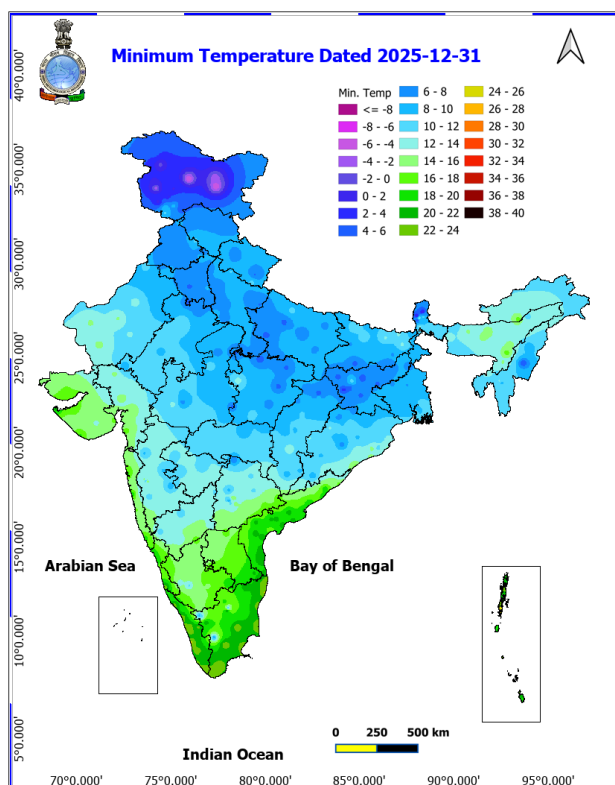 Minimum Temperature Dated 2025-12-31
Min. Temp
<= -8
-8 - -6
-6 - -4
-4 - -2
-2 - 0
0 - 2
2 - 4
4 - 6
6 - 8
8 - 10
10 - 12
12 - 14
14 - 16
16 - 18
18 - 20
20 - 22
22 - 24
24 - 26
26 - 28
28 - 30
30 - 32
32 - 34
34 - 36
36 - 38
38 - 40
40°0.000'
35°0.000'
30°0.000'
25°0.000'
20°0.000'
15°0.000'
10°0.000'
5°0.000'
Arabian Sea
Bay of Bengal
Indian Ocean
0 250 500 km
70°0.000' 75°0.000' 80°0.000' 85°0.000' 90°0.000' 95°0.000'